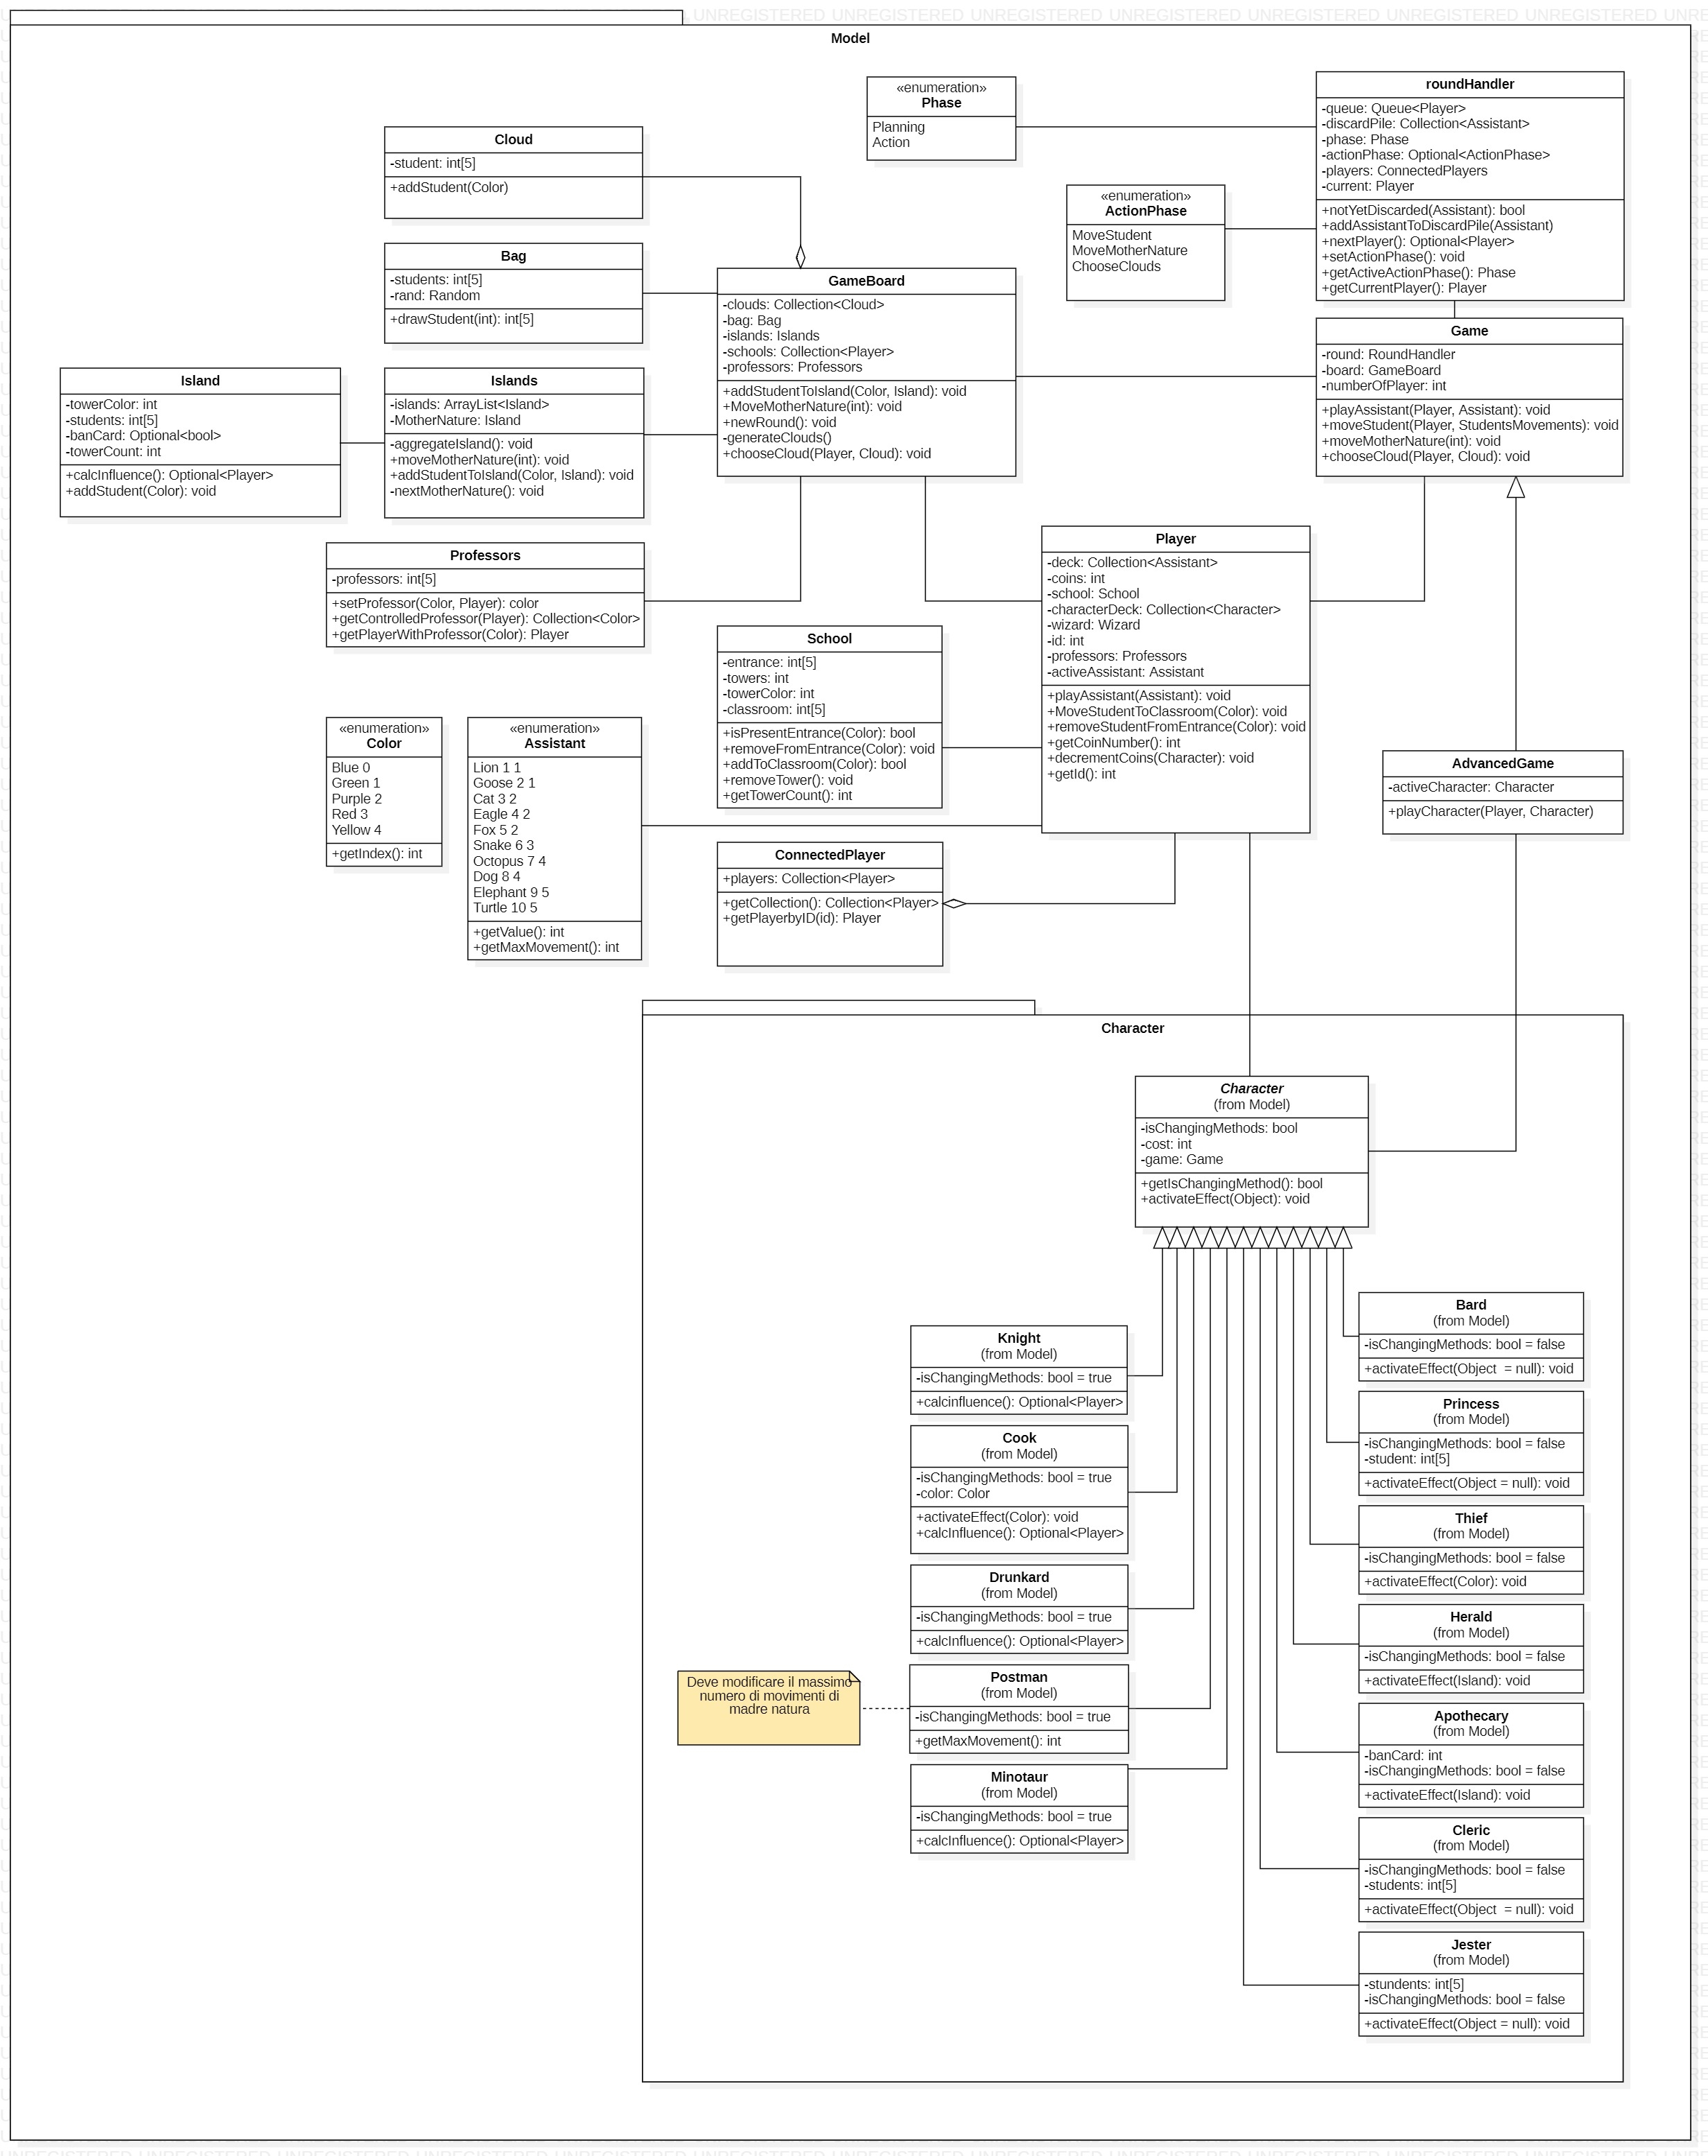 UNREGISTERED UNREGISTERED UNREGISTERED UNREGISTERED UNREGISTERED UNREGISTERED UNREGISTERED
Model
«enumeration»
Phase
Planning
Action
roundHandler
-queue: Queue<Player>
-discardPile: Collection<Assistant>
-phase: Phase
-actionPhase: Optional<ActionPhase>
-players: ConnectedPlayers
-current: Player
+notYetDiscarded(Assistant): bool
+addAssistantToDiscardPile(Assistant)
+nextPlayer(): Optional<Player>
+setActionPhase(): void
+getActiveActionPhase(): Phase
+getCurrentPlayer(): Player
Cloud
-student: int[5]
+addStudent(Color)
«enumeration»
ActionPhase
MoveStudent
MoveMotherNature
ChooseClouds
Bag
-students: int[5]
-rand: Random
+drawStudent(int): int[5]
GameBoard
-clouds: Collection<Cloud>
-bag: Bag
-islands: Islands
-schools: Collection<Player>
-professors: Professors
+addStudentToIsland(Color, Island): void
+MoveMotherNature(int): void
+newRound(): void
-generateClouds()
+chooseCloud(Player, Cloud): void
Game
-round: RoundHandler
-board: GameBoard
-numberOfPlayer: int
+playAssistant(Player, Assistant): void
+moveStudent(Player, StudentsMovements): void
+moveMotherNature(int): void
+chooseCloud(Player, Cloud): void
Island
-towerColor: int
-students: int[5]
-banCard: Optional<bool>
-towerCount: int
+calcInfluence(): Optional<Player>
+addStudent(Color): void
Islands
-islands: ArrayList<Island>
-MotherNature: Island
-aggregateIsland(): void
+moveMotherNature(int): void
+addStudentToIsland(Color, Island): void
-nextMotherNature(): void
Professors
-professors: int[5]
+setProfessor(Color, Player): color
+getControlledProfessor(Player): Collection<Color>
+getPlayerWithProfessor(Color): Player
Player
-deck: Collection<Assistant>
-coins: int
-school: School
-characterDeck: Collection<Character>
-wizard: Wizard
-id: int
-professors: Professors
-activeAssistant: Assistant
+playAssistant(Assistant): void
+MoveStudentToClassroom(Color): void
+removeStudentFromEntrance(Color): void
+getCoinNumber(): int
+decrementCoins(Character): void
+getId(): int
School
-entrance: int[5]
-towers: int
-towerColor: int
-classroom: int[5]
+isPresentEntrance(Color): bool
+removeFromEntrance(Color): void
+addToClassroom(Color): bool
+removeTower(): void
+getTowerCount(): int
«enumeration»
Color
Blue 0
Green 1
Purple 2
Red 3
Yellow 4
+getIndex(): int
«enumeration»
Assistant
Lion 1 1
Goose 2 1
Cat 3 2
Eagle 4 2
Fox 5 2
Snake 6 3
Octopus 7 4
Dog 8 4
Elephant 9 5
Turtle 10 5
+getValue(): int
+getMaxMovement(): int
AdvancedGame
-activeCharacter: Character
+playCharacter(Player, Character)
ConnectedPlayer
+players: Collection<Player>
+getCollection(): Collection<Player>
+getPlayerbyID(id): Player
Character
Character
(from Model)
-isChangingMethods: bool
-cost: int
-game: Game
+getIsChangingMethod(): bool
+activateEffect(Object): void
Knight
(from Model)
-isChangingMethods: bool = true
+calcinfluence(): Optional<Player>
Cook
(from Model)
-isChangingMethods: bool = true
-color: Color
+activateEffect(Color): void
+calcInfluence(): Optional<Player>
Drunkard
(from Model)
-isChangingMethods: bool = true
+calcInfluence(): Optional<Player>
Deve modificare il massimo
numero di movimenti di
madre natura
Postman
(from Model)
-isChangingMethods: bool = true
+getMaxMovement(): int
Minotaur
(from Model)
-isChangingMethods: bool = true
+calcInfluence(): Optional<Player>
Bard
(from Model)
-isChangingMethods: bool = false
+activateEffect(Object = null): void
Princess
(from Model)
-isChangingMethods: bool = false
-student: int[5]
+activateEffect(Object = null): void
Thief
(from Model)
-isChangingMethods: bool = false
+activateEffect(Color): void
Herald
(from Model)
-isChangingMethods: bool = false
+activateEffect(Island): void
Apothecary
(from Model)
-banCard: int
-isChangingMethods: bool = false
+activateEffect(Island): void
Cleric
(from Model)
-isChangingMethods: bool = false
-students: int[5]
+activateEffect(Object = null): void
Jester
(from Model)
-stundents: int[5]
-isChangingMethods: bool = false
+activateEffect(Object = null): void